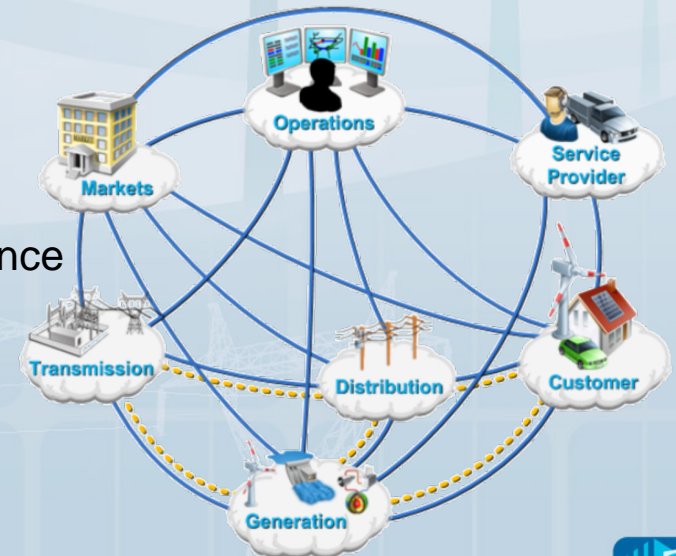 Operations
Markets
Service
Provider
nce
Transmission
Distribution
Customer
Generation